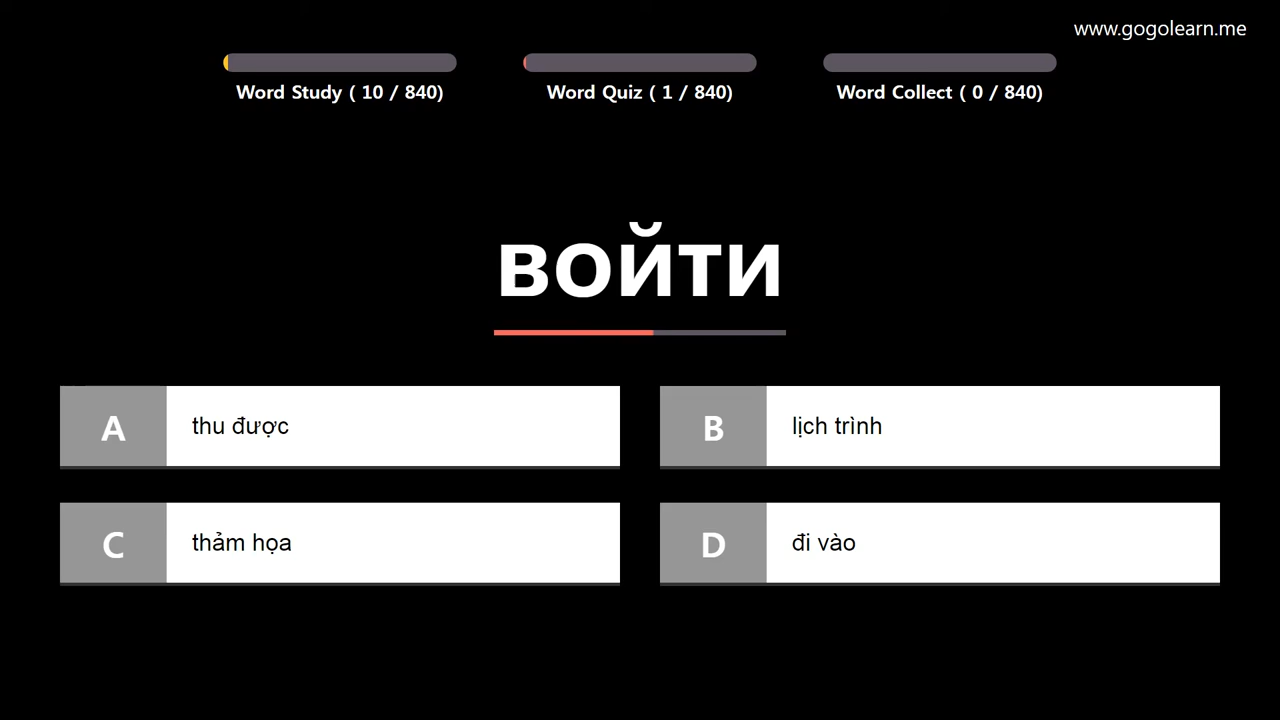 www.gogolearn.me
Word Study ( 10 / 840)
Word Quiz ( 1 / 840)
Word Collect ( 0 / 840)
войти
A
thu được
B
lịch trình
C
thảm họa
D
đi vào